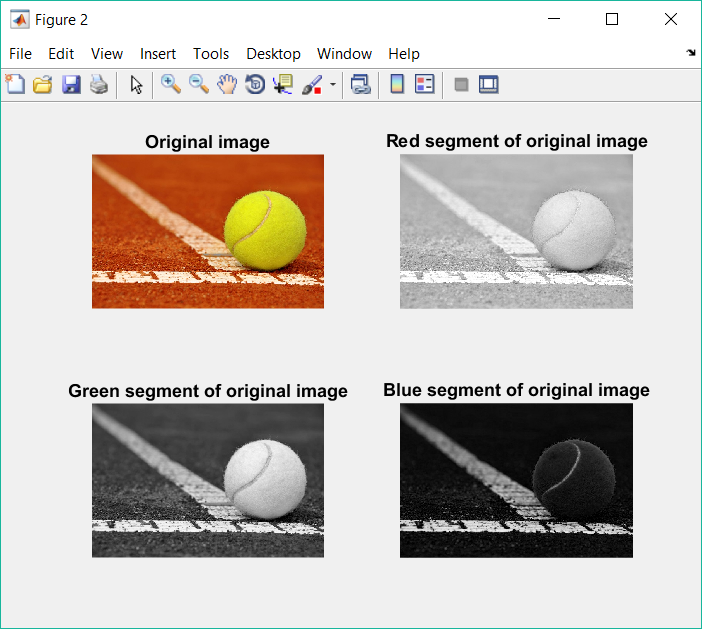 Figure 2
File Edit View Insert Tools Desktop Window Help
Original image
Red segment of original image
Green segment of original image
Blue segment of original image